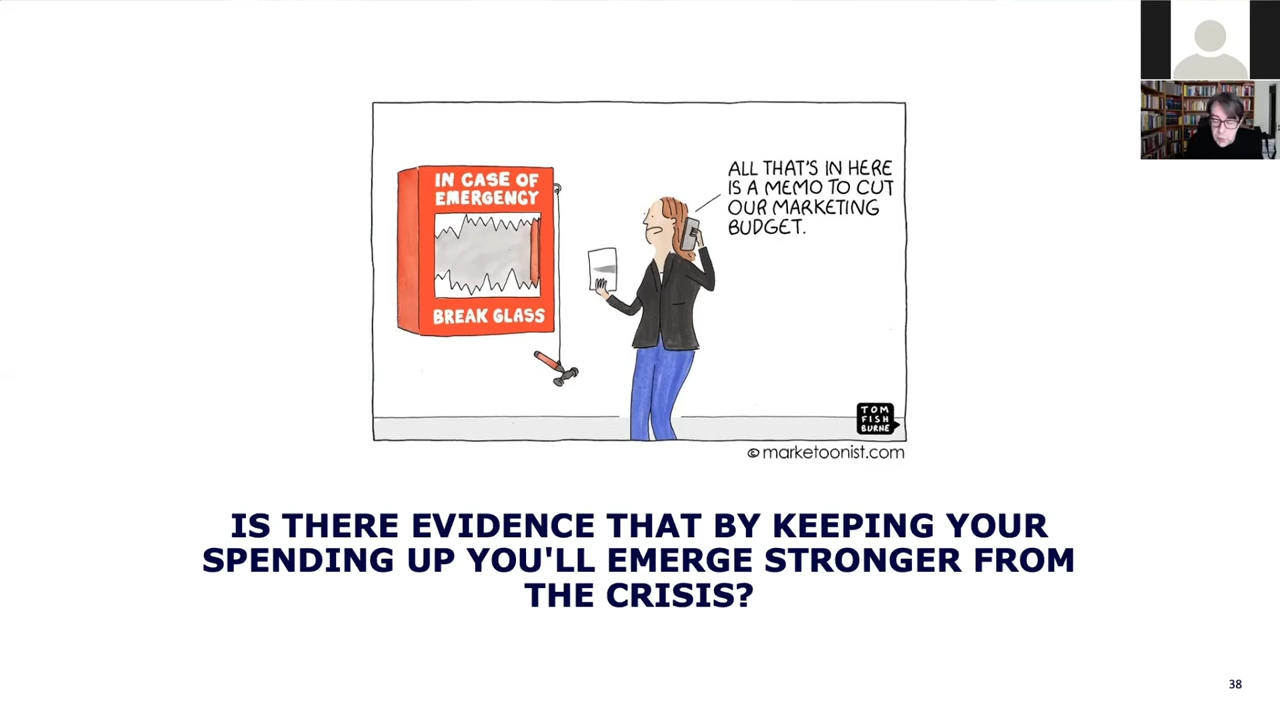 IN CASE OF
EMERGENCY
BREAK GLASS
ALL THAT'S IN HERE
IS A MEMO TO CUT
OUR MARKETING
BUDGET.
TOM
FISH
BURNE
© marketoonist.com
IS THERE EVIDENCE THAT BY KEEPING YOUR
SPENDING UP YOU'LL EMERGE STRONGER FROM
THE CRISIS?
38